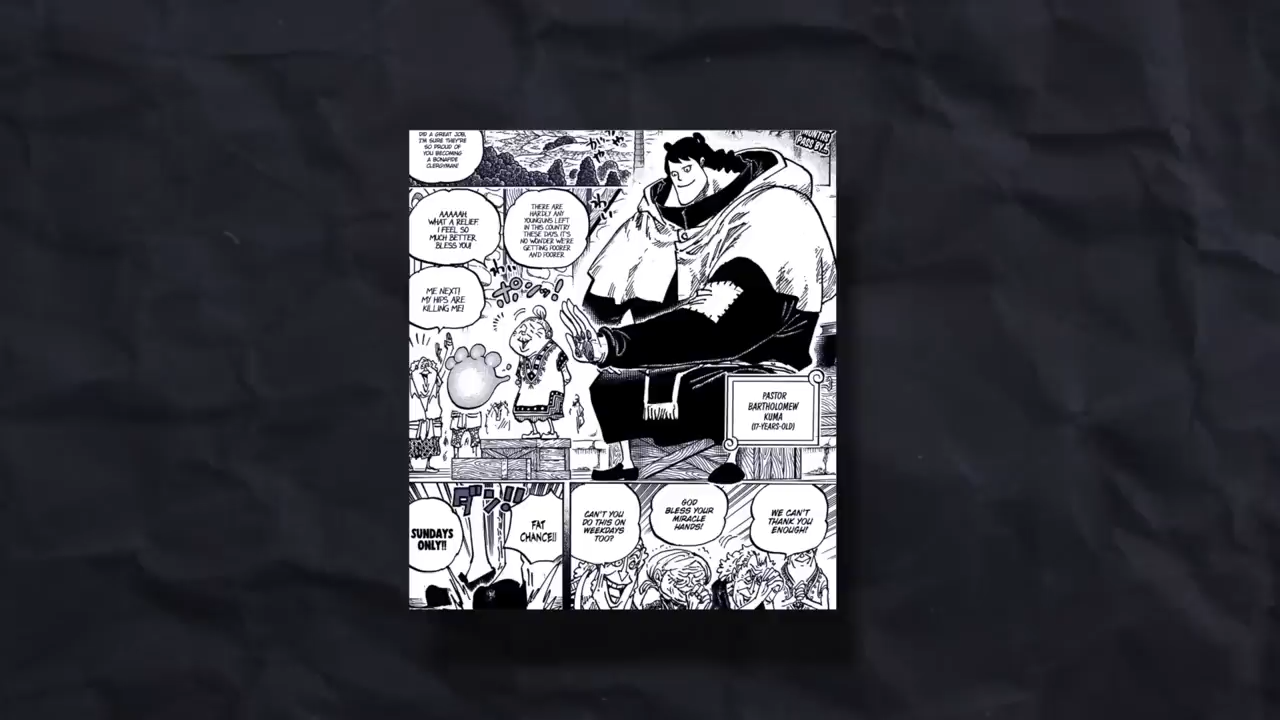 DID A GREAT JOB,
I'M SURE THEY'RE
SO PROUD OF
YOU BECOMING
A BONAFIDE
CLERGYMAN!
MONTHS
PASS BY...
THERE ARE
HARDLY ANY
YOUNGUNS LEFT
IN THIS COUNTRY
THESE DAYS. IT'S
NO WONDER WE'RE
GETTING POORER
AND POORER
AAAAAH,
WHAT A RELIEF.
I FEEL SO
MUCH BETTER.
BLESS YOU!
ME NEXT!
MY HIPS ARE
KILLING ME!
PASTOR
BARTHOLOMEW
KUMA
(17-YEARS-OLD)
SUNDAYS
ONLY!!
FAT
CHANCE!!
CAN'T YOU
DO THIS ON
WEEKDAYS
TOO?
GOD
BLESS YOUR
MIRACLE
HANDS!
WE CAN'T
THANK YOU
ENOUGH!